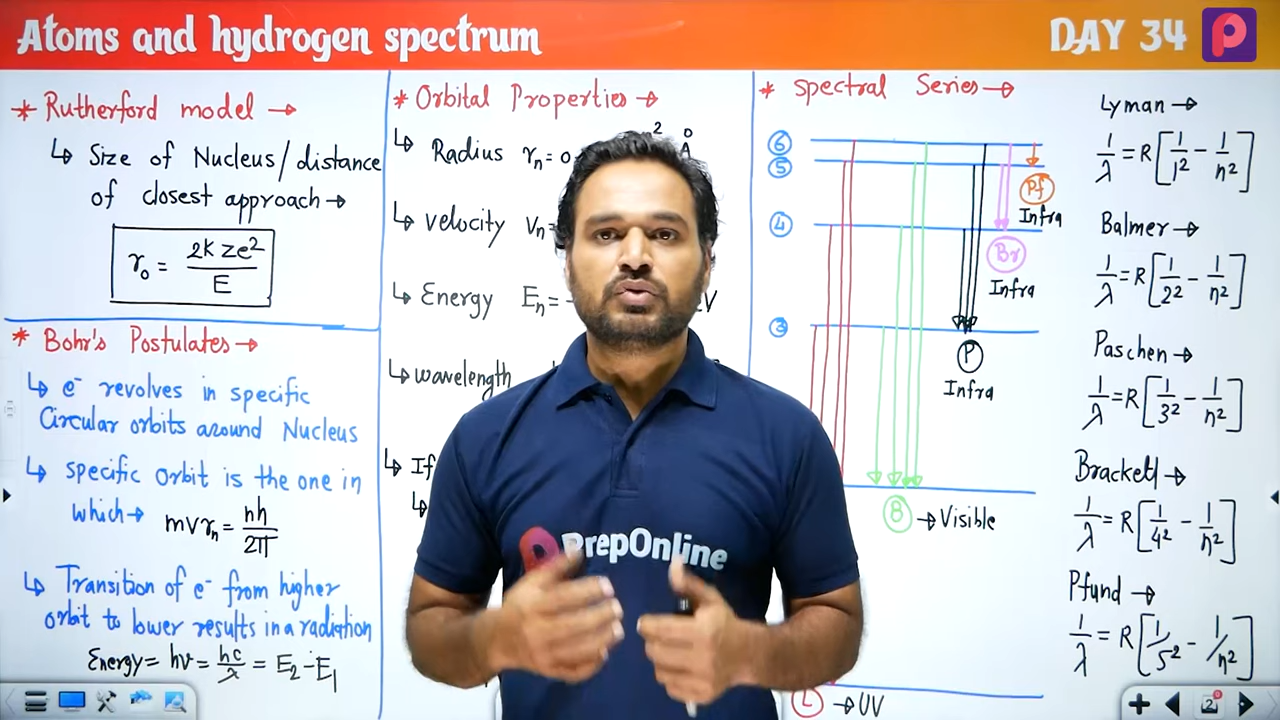 Atoms and hydrogen spectrum
DAY 34
* Rutherford model →
↳ Size of Nucleus/distance
of closest approach →
r₀ = 2kze²/E
* Bohr's Postulates →
↳ e⁻ revolves in specific
Circular orbits around Nucleus
↳ specific orbit is the one in
which → mvrₙ = nh/2π
↳ Transition of e⁻ from higher
orbit to lower results in a radiation
Energy = hν = hc/λ = E₂ - E₁
* Orbital Properties →
↳ Radius rₙ = 0
↳ velocity Vₙ =
↳ Energy Eₙ = -
V
↳ wavelength
↳ If
↳
PrepOnline
* Spectral Series →
6
5
4
3
Pf
Infra
Br
Infra
P
Infra
B → Visible
L → UV
Lyman →
1/λ = R[1/1² - 1/n²]
Balmer →
1/λ = R[1/2² - 1/n²]
Paschen →
1/λ = R[1/3² - 1/n²]
Brackett →
1/λ = R[1/4² - 1/n²]
Pfund →
1/λ = R[1/5² - 1/n²]
2